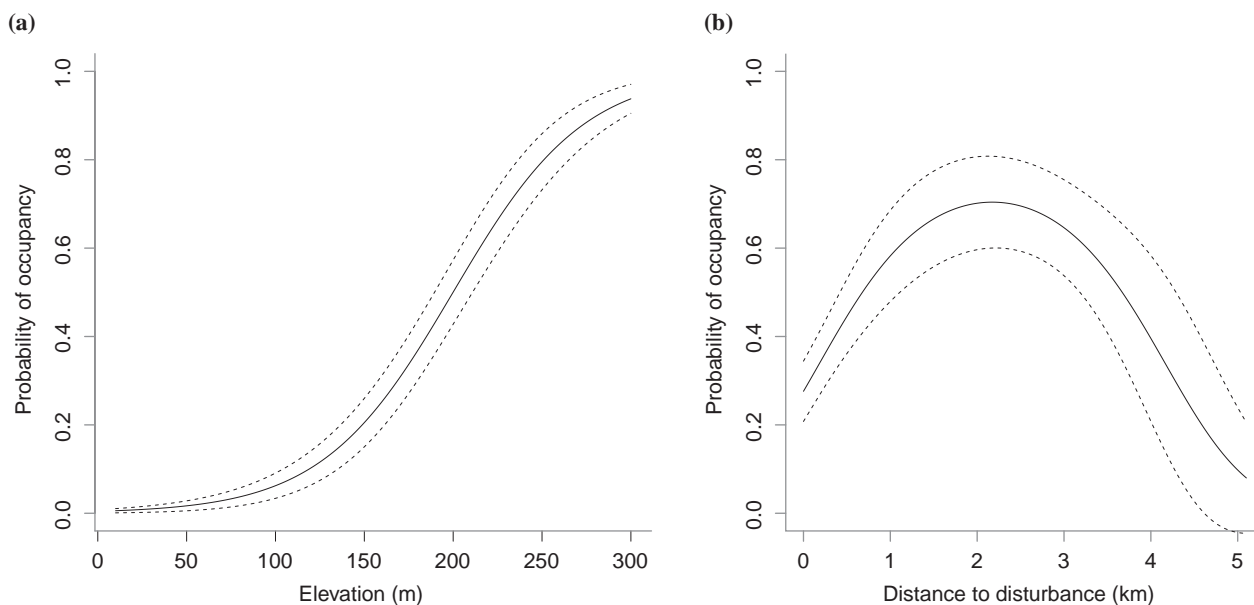 (a)
Probability of occupancy
1.0
0.8
0.6
0.4
0.2
0.0
0 50 100 150 200 250 300
Elevation (m)
(b)
Probability of occupancy
1.0
0.8
0.6
0.4
0.2
0.0
0 1 2 3 4 5
Distance to disturbance (km)